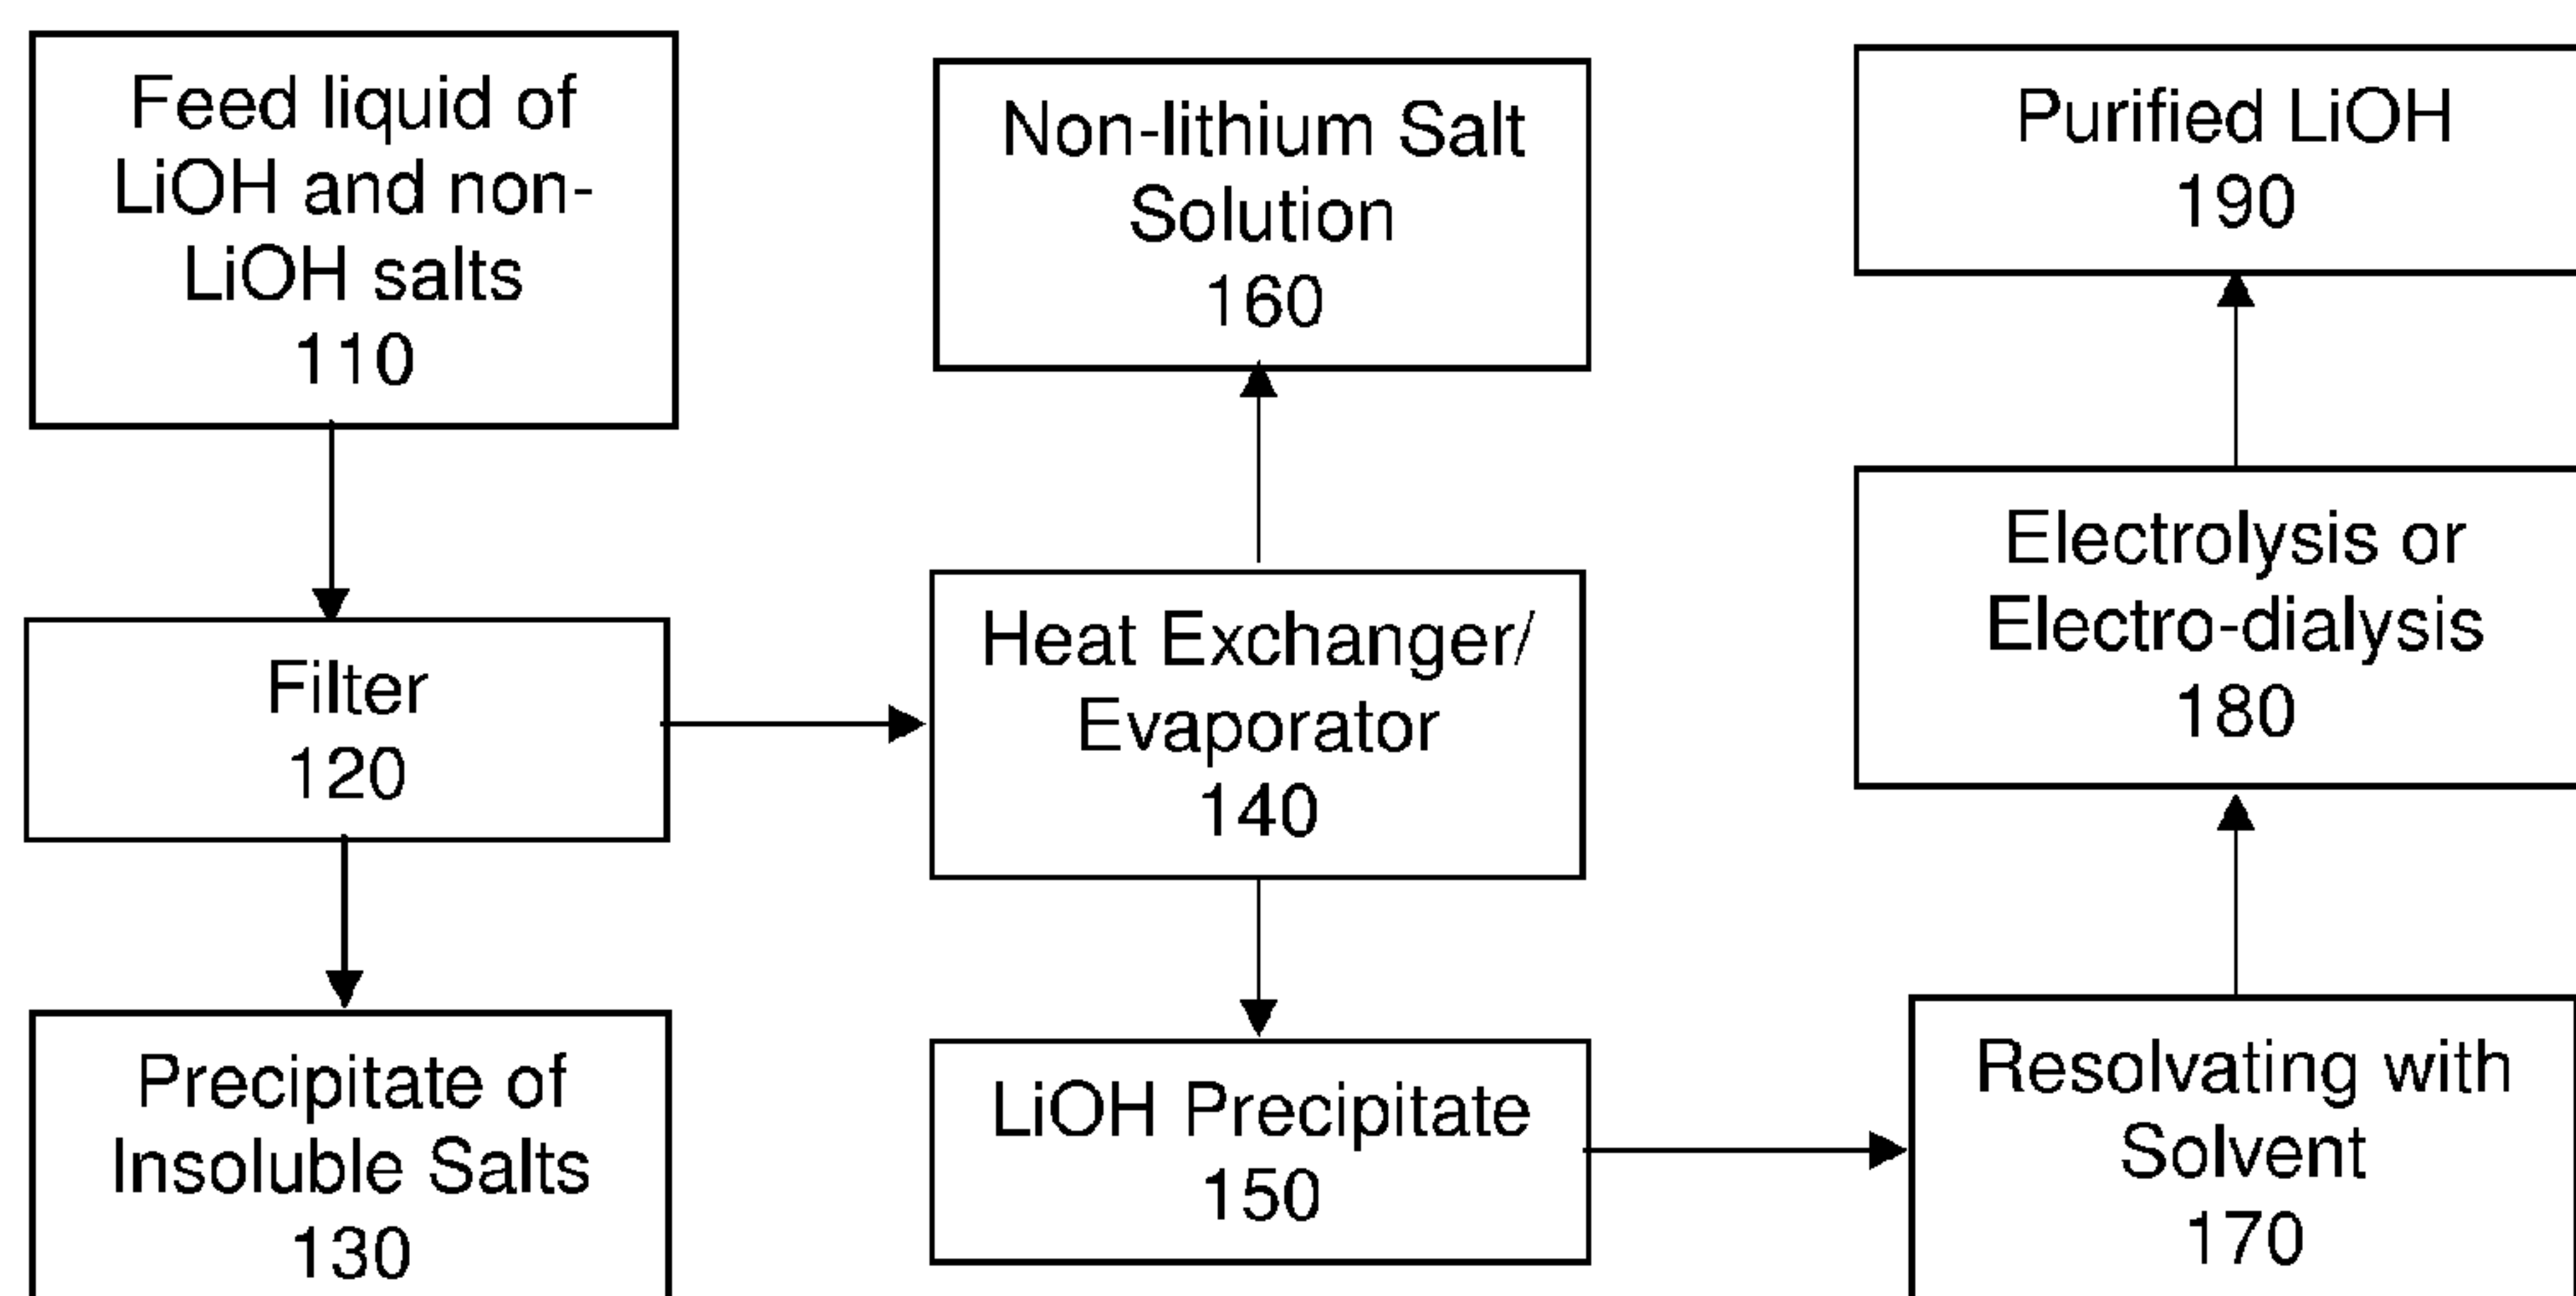 Feed liquid of
LiOH and non-
LiOH salts
110
Filter
120
Precipitate of
Insoluble Salts
130
Non-lithium Salt
Solution
160
Heat Exchanger/
Evaporator
140
LiOH Precipitate
150
Purified LiOH
190
Electrolysis or
Electro-dialysis
180
Resolvating with
Solvent
170